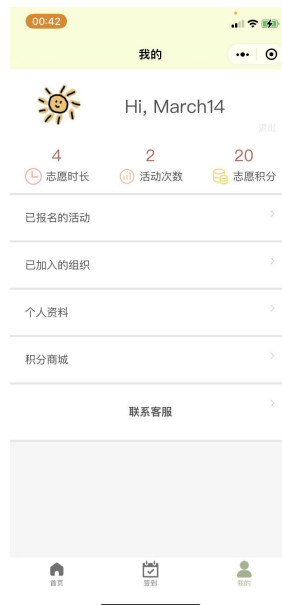 00:42
我的
Hi, March14
退出
4 2 20
志愿时长 活动次数 志愿积分
已报名的活动
已加入的组织
个人资料
积分商城
联系客服
首页 签到 我的